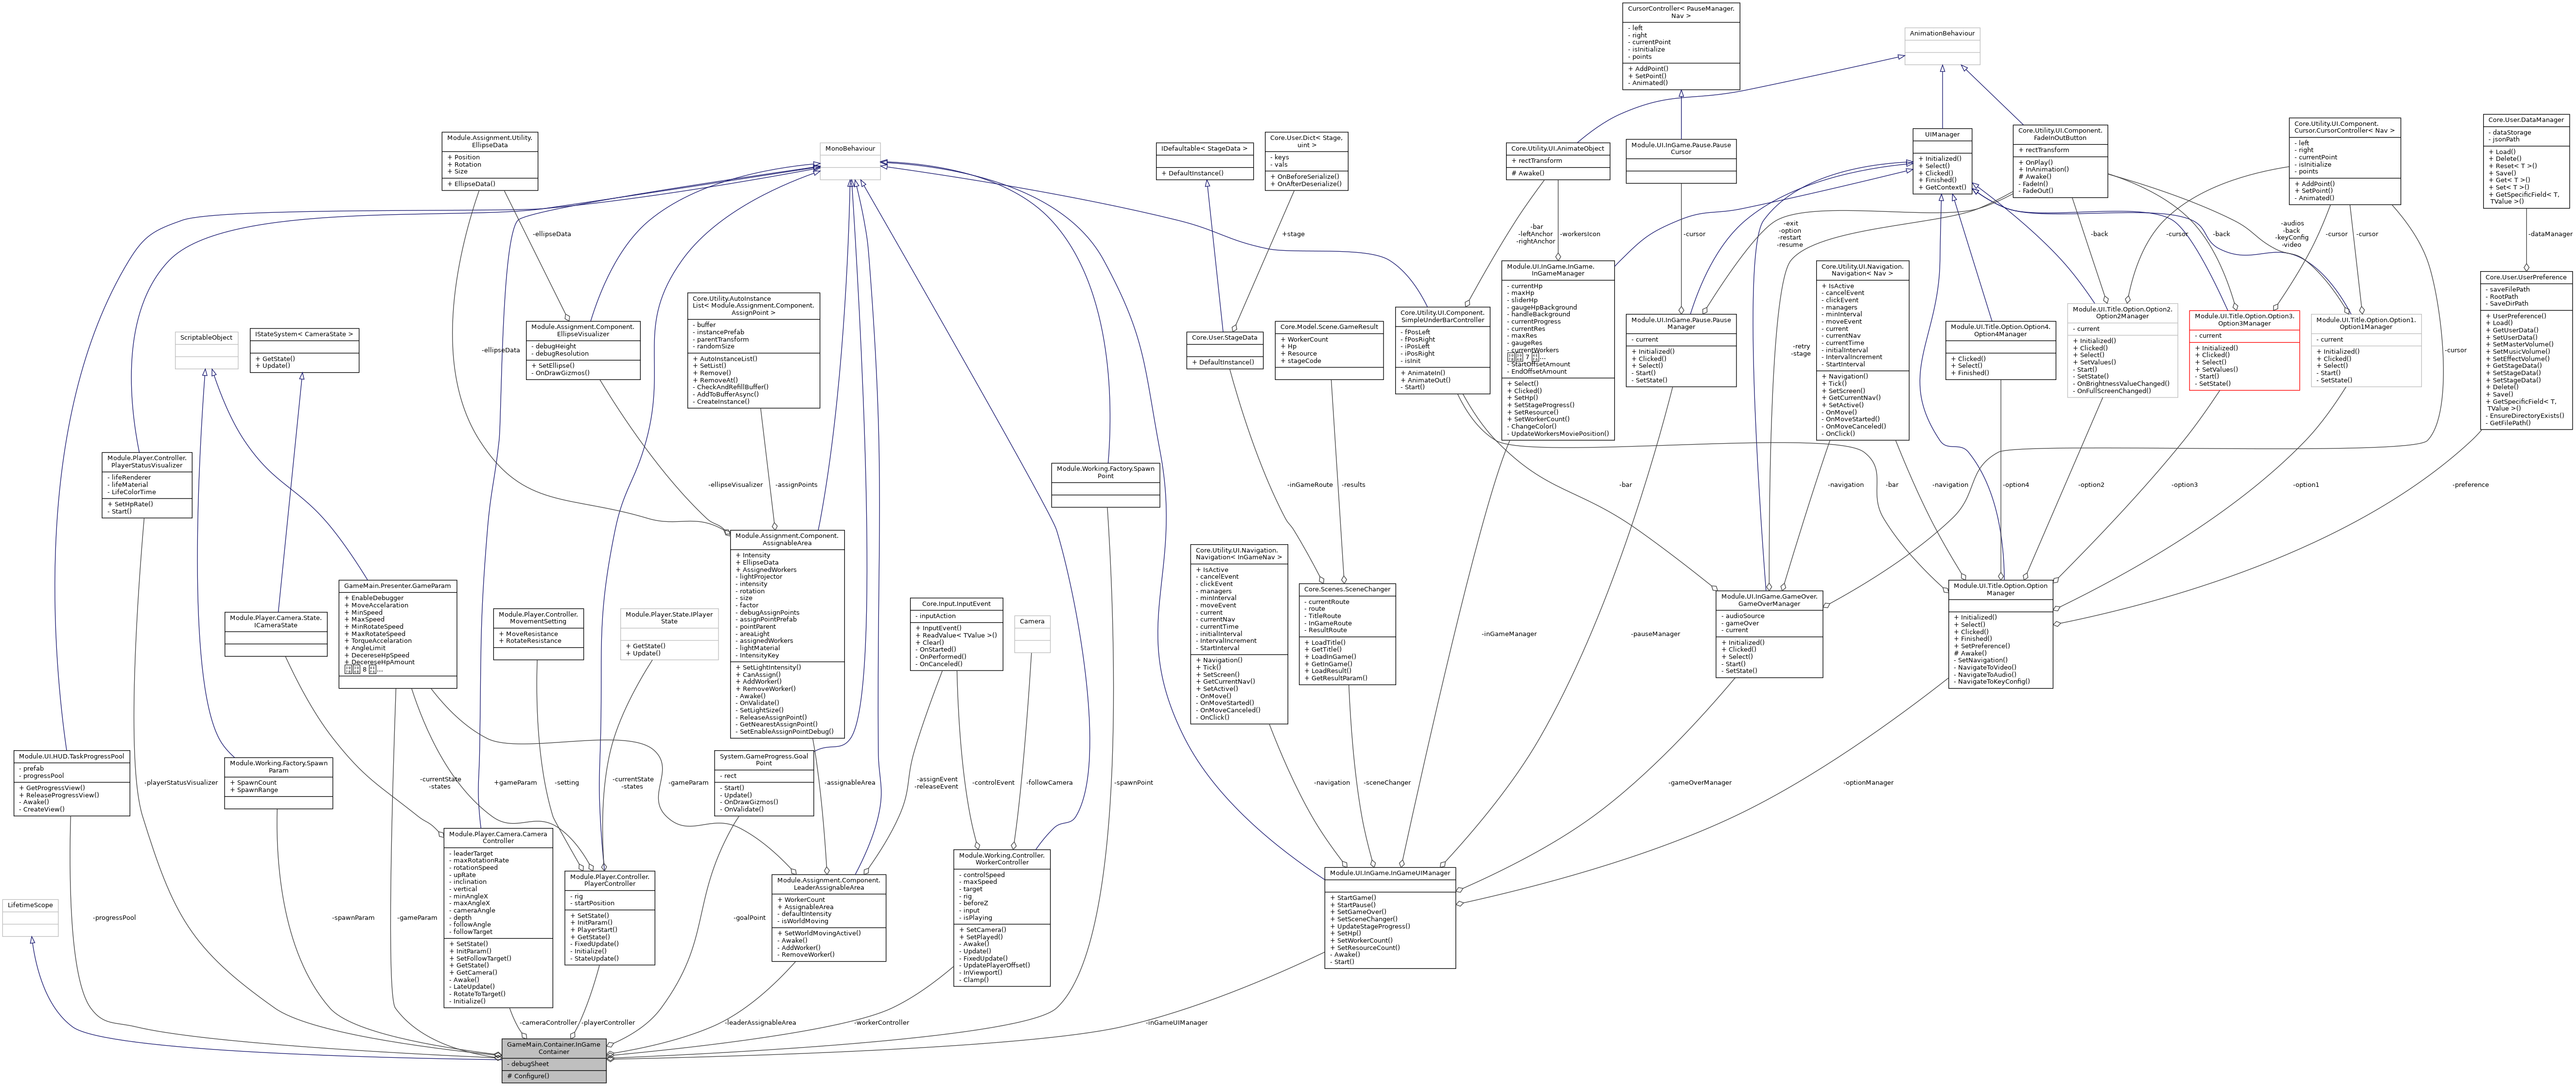 CursorController< PauseManager.
Nav >
- left
- right
- currentPoint
- isInitialize
- points
+ AddPoint()
+ SetPoint()
- Animated()
AnimationBehaviour
Module.Assignment.Utility.
EllipseData
+ Position
+ Rotation
+ Size
+ EllipseData()
MonoBehaviour
IDefaultable< StageData >
+ DefaultInstance()
Core.User.Dict< Stage,
uint >
- keys
- vals
+ OnBeforeSerialize()
+ OnAfterDeserialize()
Core.Utility.UI.AnimateObject
+ rectTransform
# Awake()
Module.UI.InGame.Pause.Pause
Cursor
UIManager
+ Initialized()
+ Select()
+ Clicked()
+ Finished()
+ GetContext()
Core.Utility.UI.Component.
FadeInOutButton
+ rectTransform
+ OnPlay()
+ InAnimation()
# Awake()
- FadeIn()
- FadeOut()
Core.Utility.UI.Component.
Cursor.CursorController< Nav >
- left
- right
- currentPoint
- isInitialize
- points
+ AddPoint()
+ SetPoint()
- Animated()
Core.User.DataManager
- dataStorage
- jsonPath
+ Load()
+ Delete()
+ Reset< T >()
+ Save()
+ Get< T >()
+ Set< T >()
+ GetSpecificField< T,
TValue >()
-ellipseData
+stage
-bar
-leftAnchor
-rightAnchor
-workersIcon
-cursor
-exit
-option
-restart
-resume
-back
-cursor
-back
-audios
-back
-keyConfig
-video
-cursor
-cursor
-dataManager
ScriptableObject
IStateSystem< CameraState >
+ GetState()
+ Update()
Module.Assignment.Component.
EllipseVisualizer
- debugHeight
- debugResolution
+ SetEllipse()
- OnDrawGizmos()
-ellipseData
Core.Utility.AutoInstance
List< Module.Assignment.Component.
AssignPoint >
- buffer
- instancePrefab
- parentTransform
- randomSize
+ AutoInstanceList()
+ SetList()
+ Remove()
+ RemoveAt()
- CheckAndRefillBuffer()
- AddToBufferAsync()
- CreateInstance()
Core.User.StageData
+ DefaultInstance()
Core.Model.Scene.GameResult
+ WorkerCount
+ Hp
+ Resource
+ stageCode
Core.Utility.UI.Component.
SimpleUnderBarController
- fPosLeft
- fPosRight
- iPosLeft
- iPosRight
- isInit
+ AnimateIn()
+ AnimateOut()
- Start()
Module.UI.InGame.InGame.
InGameManager
- currentHp
- maxHp
- sliderHp
- gaugeHpBackground
- handleBackground
- currentProgress
- currentRes
- maxRes
- gaugeRes
- currentWorkers
7 ...
- StartOffsetAmount
- EndOffsetAmount
+ Select()
+ Clicked()
+ SetHp()
+ SetStageProgress()
+ SetResource()
+ SetWorkerCount()
- ChangeColor()
- UpdateWorkersMoviePosition()
Module.UI.InGame.Pause.Pause
Manager
- current
+ Initialized()
+ Clicked()
+ Select()
- Start()
- SetState()
-retry
-stage
Core.Utility.UI.Navigation.
Navigation< Nav >
+ IsActive
- cancelEvent
- clickEvent
- managers
- minInterval
- moveEvent
- current
- currentNav
- currentTime
- initialInterval
- IntervalIncrement
- StartInterval
+ Navigation()
+ Tick()
+ SetScreen()
+ GetCurrentNav()
+ SetActive()
- OnMove()
- OnMoveStarted()
- OnMoveCanceled()
- OnClick()
Module.UI.Title.Option.Option4.
Option4Manager
+ Clicked()
+ Select()
+ Finished()
Module.UI.Title.Option.Option2.
Option2Manager
- current
+ Initialized()
+ Clicked()
+ Select()
+ SetValues()
- Start()
- SetState()
- OnBrightnessValueChanged()
- OnFullScreenChanged()
Module.UI.Title.Option.Option3.
Option3Manager
- current
+ Initialized()
+ Clicked()
+ Select()
+ SetValues()
- Start()
- SetState()
Module.UI.Title.Option.Option1.
Option1Manager
- current
+ Initialized()
+ Clicked()
+ Select()
- Start()
- SetState()
-cursor
Core.User.UserPreference
- saveFilePath
- RootPath
- SaveDirPath
+ UserPreference()
+ Load()
+ GetUserData()
+ SetUserData()
+ SetMasterVolume()
+ SetMusicVolume()
+ SetEffectVolume()
+ GetStageData()
+ SetStageData()
+ SetStageData()
+ Delete()
+ Save()
+ GetSpecificField< T,
TValue >()
- EnsureDirectoryExists()
- GetFilePath()
Module.Player.Controller.
PlayerStatusVisualizer
- lifeRenderer
- lifeMaterial
- LifeColorTime
+ SetHpRate()
- Start()
-ellipseVisualizer
-assignPoints
Module.Working.Factory.Spawn
Point
-inGameRoute
-results
-bar
-navigation
-bar
-navigation
-option4
-option2
-option3
-option1
-preference
GameMain.Presenter.GameParam
+ EnableDebugger
+ MoveAccelaration
+ MinSpeed
+ MaxSpeed
+ MinRotateSpeed
+ MaxRotateSpeed
+ TorqueAccelaration
+ AngleLimit
+ DecereseHpSpeed
+ DecereseHpAmount
8 ...
Module.Player.Camera.State.
ICameraState
Module.Player.Controller.
MovementSetting
+ MoveResistance
+ RotateResistance
Module.Player.State.IPlayer
State
+ GetState()
+ Update()
Module.Assignment.Component.
AssignableArea
+ Intensity
+ EllipseData
+ AssignedWorkers
- lightProjector
- intensity
- rotation
- size
- factor
- debugAssignPoints
- assignPointPrefab
- pointParent
- areaLight
- assignedWorkers
- lightMaterial
- IntensityKey
+ SetLightIntensity()
+ CanAssign()
+ AddWorker()
+ RemoveWorker()
- Awake()
- OnValidate()
- SetLightSize()
- ReleaseAssignPoint()
- GetNearestAssignPoint()
- SetEnableAssignPointDebug()
Core.Input.InputEvent
- inputAction
+ InputEvent()
+ ReadValue< TValue >()
+ Clear()
- OnStarted()
- OnPerformed()
- OnCanceled()
Camera
Core.Utility.UI.Navigation.
Navigation< InGameNav >
+ IsActive
- cancelEvent
- clickEvent
- managers
- minInterval
- moveEvent
- current
- currentNav
- currentTime
- initialInterval
- IntervalIncrement
- StartInterval
+ Navigation()
+ Tick()
+ SetScreen()
+ GetCurrentNav()
+ SetActive()
- OnMove()
- OnMoveStarted()
- OnMoveCanceled()
- OnClick()
Core.Scenes.SceneChanger
- currentRoute
- route
- TitleRoute
- InGameRoute
- ResultRoute
+ LoadTitle()
+ GetTitle()
+ LoadInGame()
+ GetInGame()
+ LoadResult()
+ GetResultParam()
-inGameManager
-pauseManager
Module.UI.InGame.GameOver.
GameOverManager
- audioSource
- gameOver
- current
+ Initialized()
+ Clicked()
+ Select()
- Start()
- SetState()
Module.UI.Title.Option.Option
Manager
+ Initialized()
+ Select()
+ Clicked()
+ Finished()
+ SetPreference()
# Awake()
- SetNavigation()
- NavigateToVideo()
- NavigateToAudio()
- NavigateToKeyConfig()
Module.UI.HUD.TaskProgressPool
- prefab
- progressPool
+ GetProgressView()
+ ReleaseProgressView()
- Awake()
- CreateView()
-playerStatusVisualizer
Module.Working.Factory.Spawn
Param
+ SpawnCount
+ SpawnRange
-currentState
-states
+gameParam
-setting
-currentState
-states
-gameParam
System.GameProgress.Goal
Point
- rect
- Start()
- Update()
- OnDrawGizmos()
- OnValidate()
-assignableArea
-assignEvent
-releaseEvent
-controlEvent
-followCamera
-spawnPoint
-navigation
-sceneChanger
-gameOverManager
-optionManager
Module.Player.Camera.Camera
Controller
- leaderTarget
- maxRotationRate
- rotationSpeed
- upRate
- inclination
- vertical
- minAngleX
- maxAngleX
- cameraAngle
- depth
- followAngle
- followTarget
+ SetState()
+ InitParam()
+ SetFollowTarget()
+ GetState()
+ GetCamera()
- Awake()
- LateUpdate()
- RotateToTarget()
- Initialize()
Module.Player.Controller.
PlayerController
- rig
- startPosition
+ SetState()
+ InitParam()
+ PlayerStart()
+ GetState()
- FixedUpdate()
- Initialize()
- StateUpdate()
Module.Assignment.Component.
LeaderAssignableArea
+ WorkerCount
+ AssignableArea
- defaultIntensity
- isWorldMoving
+ SetWorldMovingActive()
- Awake()
- AddWorker()
- RemoveWorker()
Module.Working.Controller.
WorkerController
- controlSpeed
- maxSpeed
- target
- rig
- beforeZ
- input
- isPlaying
+ SetCamera()
+ SetPlayed()
- Awake()
- Update()
- FixedUpdate()
- UpdatePlayerOffset()
- InViewport()
- Clamp()
Module.UI.InGame.InGameUIManager
+ StartGame()
+ StartPause()
+ SetGameOver()
+ SetSceneChanger()
+ UpdateStageProgress()
+ SetHp()
+ SetWorkerCount()
+ SetResourceCount()
- Awake()
- Start()
LifetimeScope
-progressPool
-spawnParam
-gameParam
-goalPoint
-cameraController
-playerController
-leaderAssignableArea
-workerController
-inGameUIManager
GameMain.Container.InGame
Container
- debugSheet
# Configure()